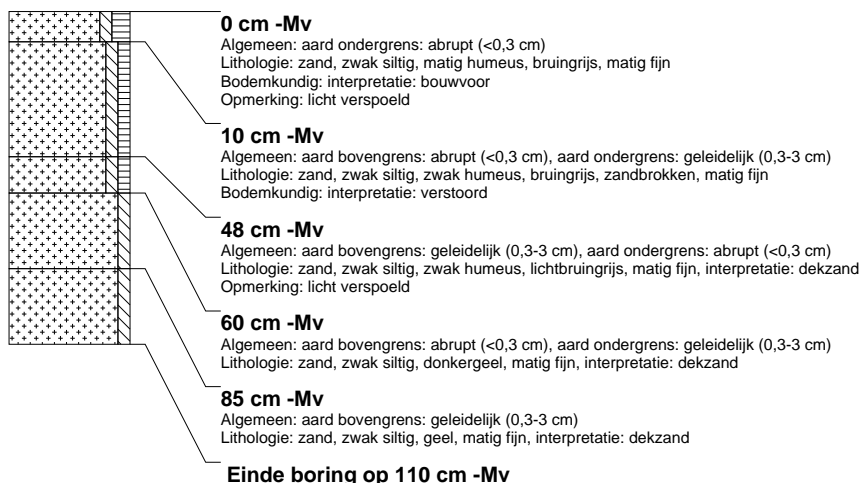 0 cm -Mv
Algemeen: aard ondergrens: abrupt (<0,3 cm)
Lithologie: zand, zwak siltig, matig humeus, bruingrijs, matig fijn
Bodemkundig: interpretatie: bouwvoor
Opmerking: licht verspoeld
10 cm -Mv
Algemeen: aard bovengrens: abrupt (<0,3 cm), aard ondergrens: geleidelijk (0,3-3 cm)
Lithologie: zand, zwak siltig, zwak humeus, bruingrijs, zandbrokken, matig fijn
Bodemkundig: interpretatie: verstoord
48 cm -Mv
Algemeen: aard bovengrens: geleidelijk (0,3-3 cm), aard ondergrens: abrupt (<0,3 cm)
Lithologie: zand, zwak siltig, zwak humeus, lichtbruingrijs, matig fijn, interpretatie: dekzand
Opmerking: licht verspoeld
60 cm -Mv
Algemeen: aard bovengrens: abrupt (<0,3 cm), aard ondergrens: geleidelijk (0,3-3 cm)
Lithologie: zand, zwak siltig, donkergeel, matig fijn, interpretatie: dekzand
85 cm -Mv
Algemeen: aard bovengrens: geleidelijk (0,3-3 cm)
Lithologie: zand, zwak siltig, geel, matig fijn, interpretatie: dekzand
Einde boring op 110 cm -Mv